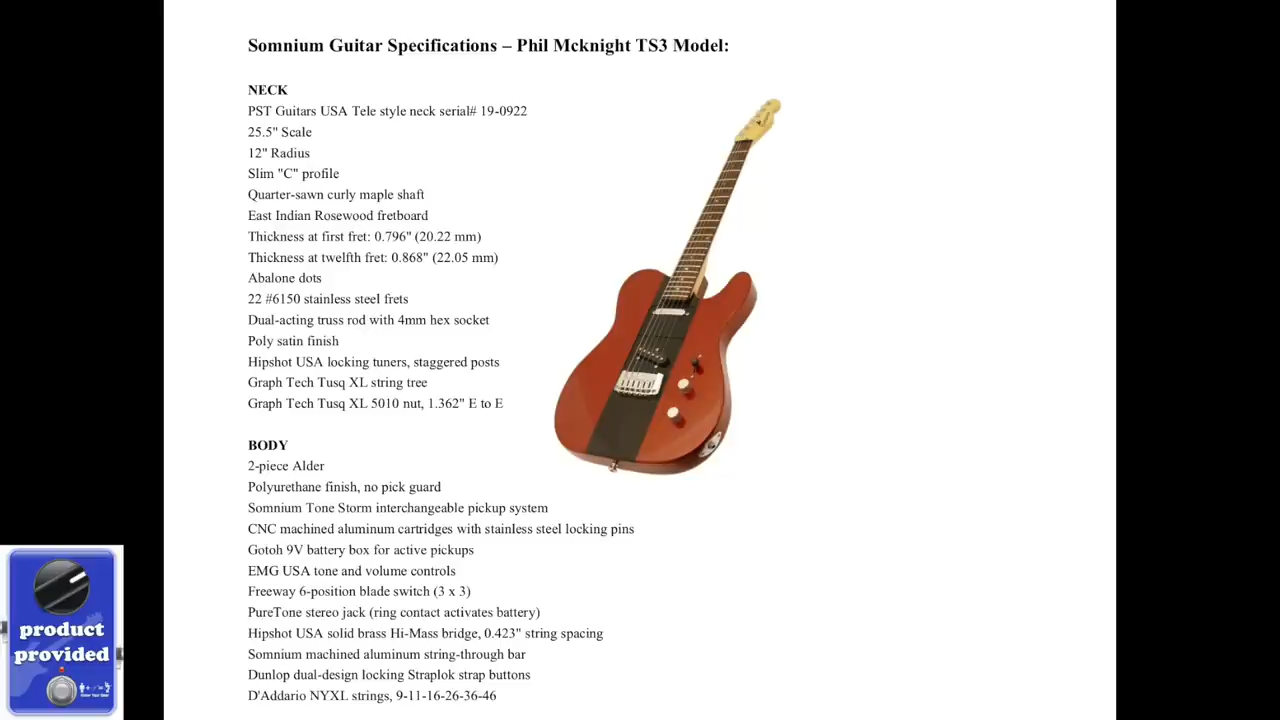 Somnium Guitar Specifications – Phil Mcknight TS3 Model:
NECK
PST Guitars USA Tele style neck serial# 19-0922
25.5" Scale
12" Radius
Slim "C" profile
Quarter-sawn curly maple shaft
East Indian Rosewood fretboard
Thickness at first fret: 0.796" (20.22 mm)
Thickness at twelfth fret: 0.868" (22.05 mm)
Abalone dots
22 #6150 stainless steel frets
Dual-acting truss rod with 4mm hex socket
Poly satin finish
Hipshot USA locking tuners, staggered posts
Graph Tech Tusq XL string tree
Graph Tech Tusq XL 5010 nut, 1.362" E to E
BODY
2-piece Alder
Polyurethane finish, no pick guard
Somnium Tone Storm interchangeable pickup system
CNC machined aluminum cartridges with stainless steel locking pins
Gotoh 9V battery box for active pickups
EMG USA tone and volume controls
Freeway 6-position blade switch (3 x 3)
PureTone stereo jack (ring contact activates battery)
Hipshot USA solid brass Hi-Mass bridge, 0.423" string spacing
Somnium machined aluminum string-through bar
Dunlop dual-design locking Straplok strap buttons
D'Addario NYXL strings, 9-11-16-26-36-46
product
provided